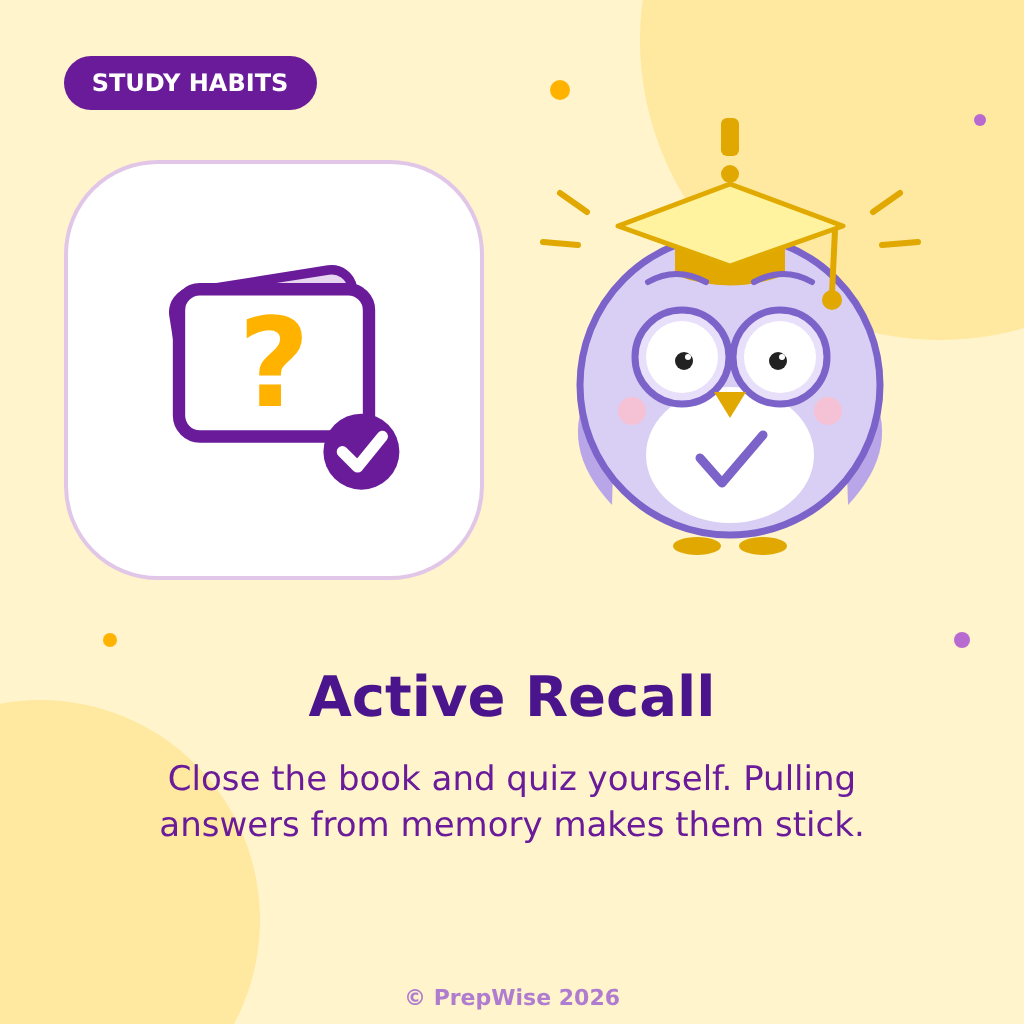 STUDY HABITS
?
Active Recall
Close the book and quiz yourself. Pulling
answers from memory makes them stick.
© PrepWise 2026